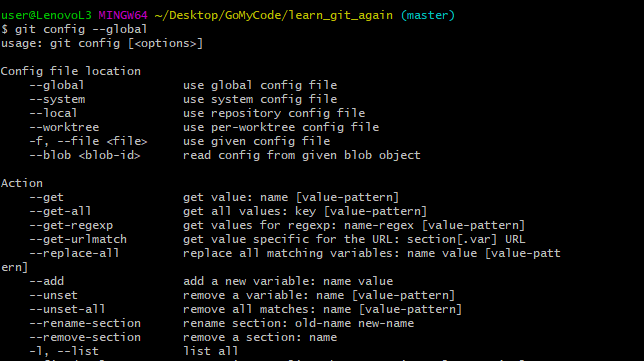 user@LenovoL3 MINGW64 ~/Desktop/GoMyCode/learn_git_again (master)
$ git config --global
usage: git config [<options>]

Config file location
    --global              use global config file
    --system              use system config file
    --local               use repository config file
    --worktree            use per-worktree config file
    -f, --file <file>     use given config file
    --blob <blob-id>      read config from given blob object

Action
    --get                 get value: name [value-pattern]
    --get-all             get all values: key [value-pattern]
    --get-regexp          get values for regexp: name-regex [value-pattern]
    --get-urlmatch        get value specific for the URL: section[.var] URL
    --replace-all         replace all matching variables: name value [value-patt
ern]
    --add                 add a new variable: name value
    --unset               remove a variable: name [value-pattern]
    --unset-all           remove all matches: name [value-pattern]
    --rename-section      rename section: old-name new-name
    --remove-section      remove a section: name
    -l, --list            list all